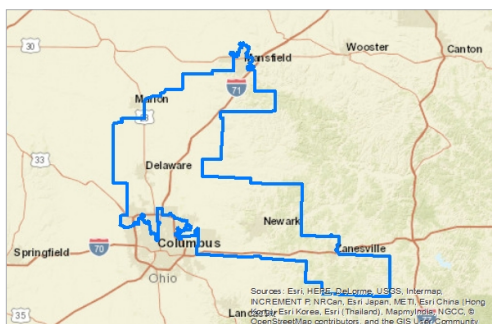 30
Wooster
Canton
Mansfield
71
Marion
23
33
Delaware
Newark
70
Columbus
Zanesville
Springfield
Ohio
Sources: Esri, HERE, DeLorme, USGS, Intermap,
INCREMENT P, NRCan, Esri Japan, METI, Esri China (Hong
Kong), Esri Korea, Esri (Thailand), MapmyIndia, NGCC, ©
Lancaster
OpenStreetMap contributors, and the GIS User Community